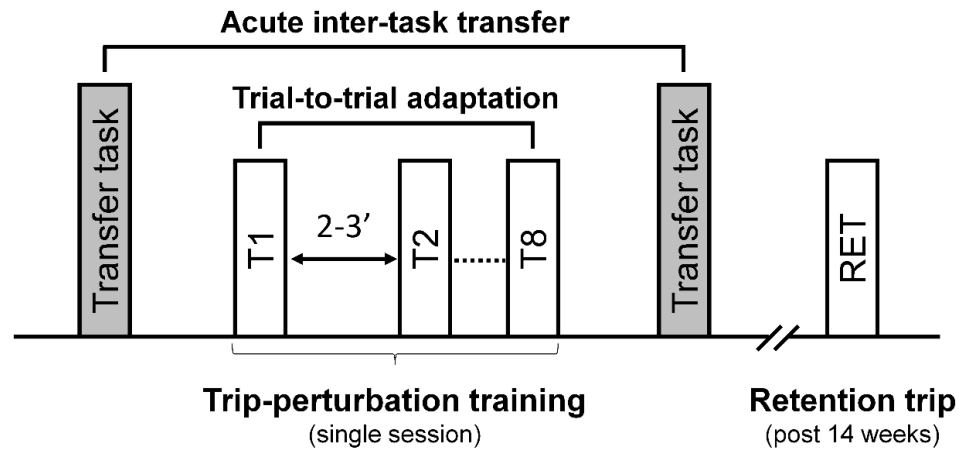 Acute inter-task transfer
Trial-to-trial adaptation
Transfer task
T1
2-3’
T2
T8
Transfer task
RET
Trip-perturbation training
(single session)
Retention trip
(post 14 weeks)